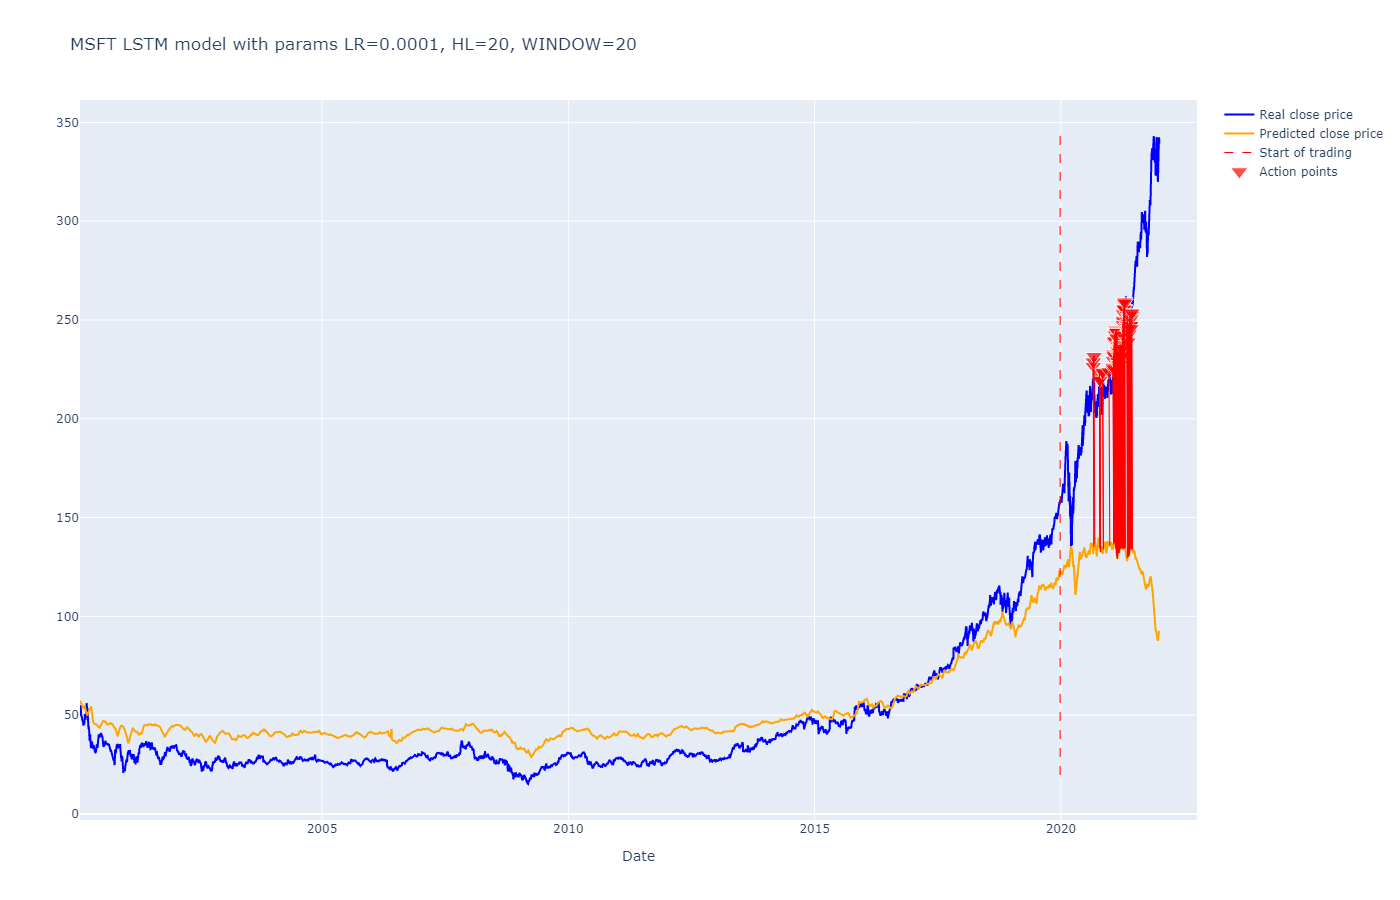 MSFT LSTM model with params LR=0.0001, HL=20, WINDOW=20
Real close price
Predicted close price
Start of trading
Action points
350
300
250
200
150
100
50
0
2005
2010
2015
2020
Date